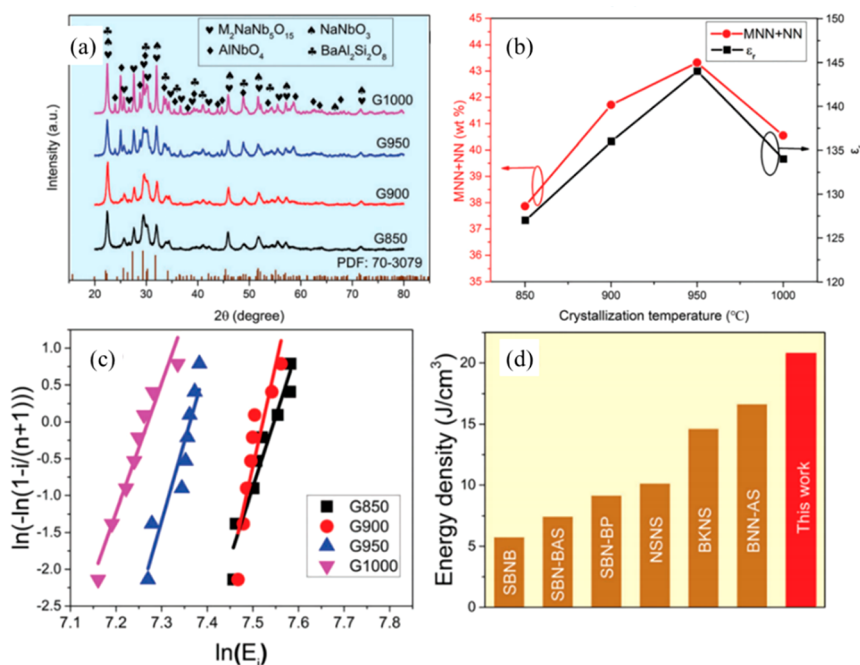 (a)
♥ M₂NaNb₅O₁₅ ♠ NaNbO₃
♦ AlNbO₄ ♣ BaAl₂Si₂O₈
G1000
G950
G900
G850
PDF: 70-3079
Intensity (a.u.)
20 30 40 50 60 70 80
2θ (degree)
(b)
MNN+NN
εᵣ
MNN+NN (wt %)
45
44
43
42
41
40
39
38
37
36
35
150
145
140
135
130
125
120
εᵣ
850 900 950 1000
Crystallization temperature (℃)
(c)
ln(-ln(1-i/(n+1)))
1.0
0.5
0.0
-0.5
-1.0
-1.5
-2.0
-2.5
G850
G900
G950
G1000
7.1 7.2 7.3 7.4 7.5 7.6 7.7 7.8
ln(Eᵢ)
(d)
Energy density (J/cm³)
20
15
10
5
0
SBNB
SBN-BAS
SBN-BP
NSNS
BKNS
BNN-AS
This work